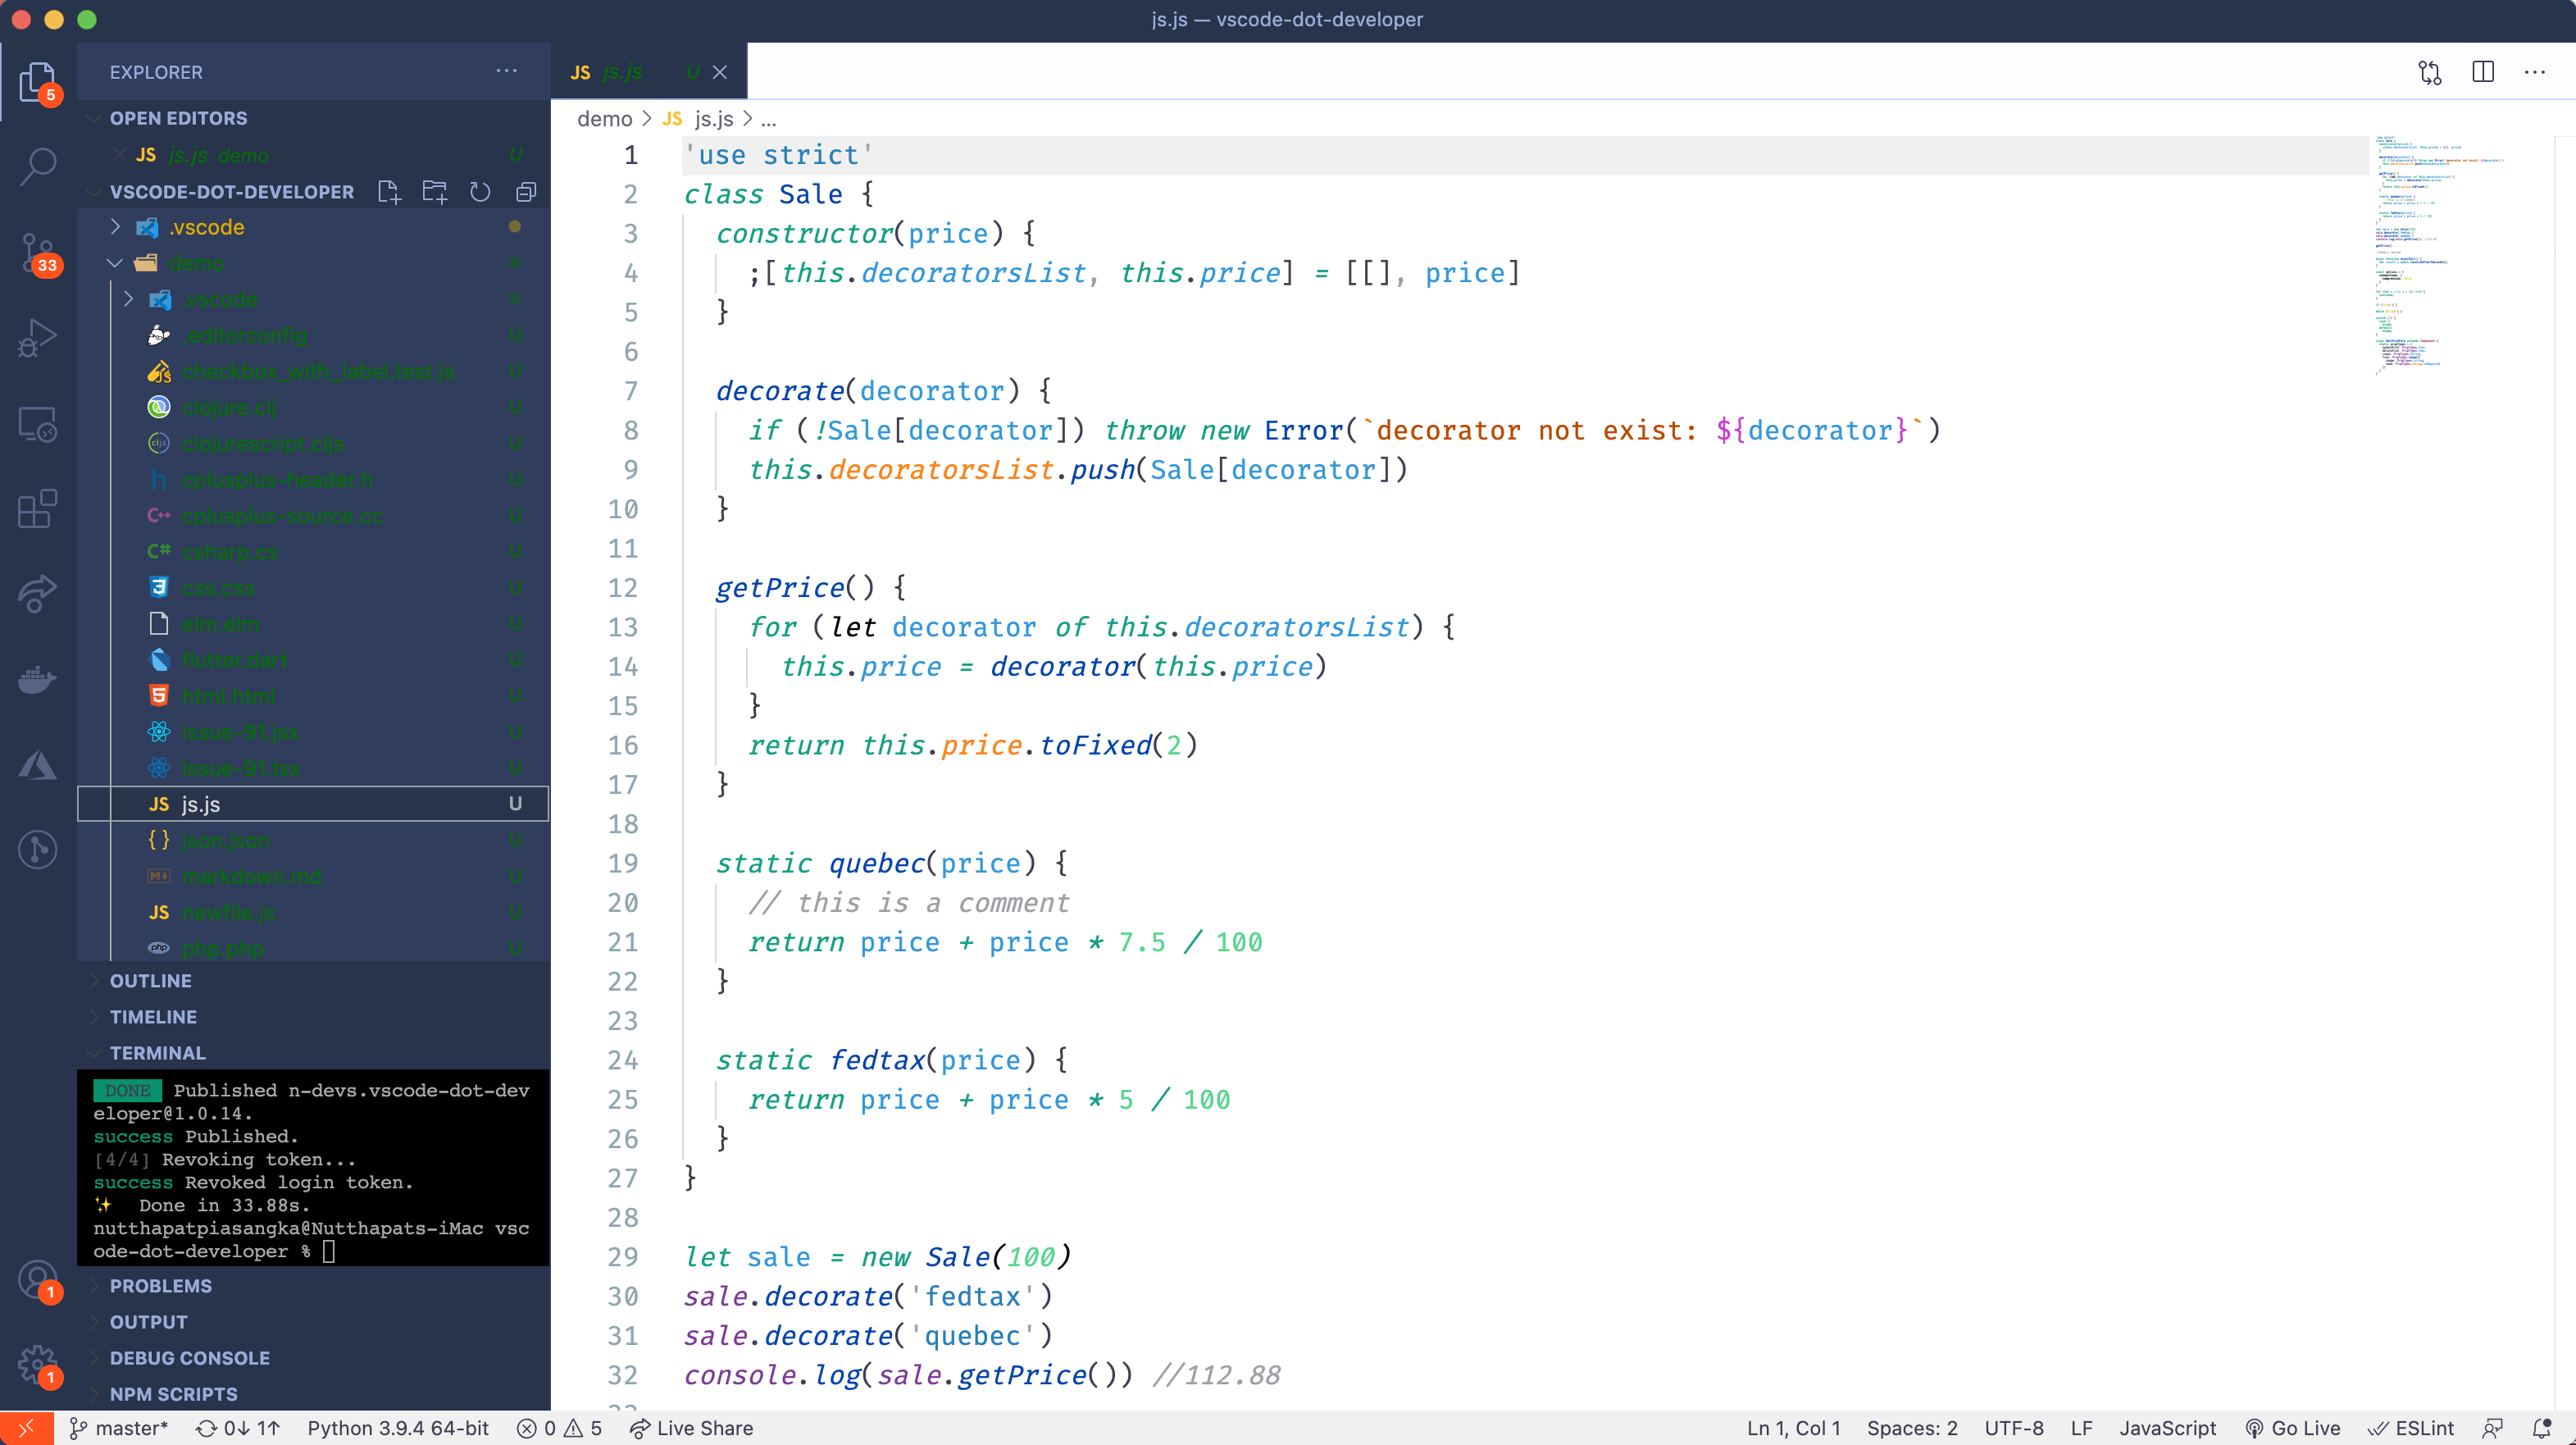 js.js — vscode-dot-developer
5
33
1
1
EXPLORER
OPEN EDITORS
JS js.js demo U
VSCODE-DOT-DEVELOPER
.vscode
demo
.vscode
.editorconfig U
checkbox_with_label.test.js U
clojure.clj U
cljs clojurescript.cljs U
h cplusplus-header.h U
C++ cplusplus-source.cc U
C# csharp.cs U
3 css.css U
elm.elm U
flutter.dart U
5 html.html U
issue-91.jsx U
issue-91.tsx U
JS js.js U
{ } json.json U
M↓ markdown.md U
JS newfile.js U
php php.php U
OUTLINE
TIMELINE
TERMINAL
DONE Published n-devs.vscode-dot-dev
eloper@1.0.14.
success Published.
[4/4] Revoking token...
success Revoked login token.
✨ Done in 33.88s.
nutthapatpiasangka@Nutthapats-iMac vsc
ode-dot-developer %
PROBLEMS
OUTPUT
DEBUG CONSOLE
NPM SCRIPTS
JS js.js U
demo > JS js.js > ...
1 'use strict'
2 class Sale {
3 constructor(price) {
4 ;[this.decoratorsList, this.price] = [[], price]
5 }
6
7 decorate(decorator) {
8 if (!Sale[decorator]) throw new Error(`decorator not exist: ${decorator}`)
9 this.decoratorsList.push(Sale[decorator])
10 }
11
12 getPrice() {
13 for (let decorator of this.decoratorsList) {
14 this.price = decorator(this.price)
15 }
16 return this.price.toFixed(2)
17 }
18
19 static quebec(price) {
20 // this is a comment
21 return price + price * 7.5 / 100
22 }
23
24 static fedtax(price) {
25 return price + price * 5 / 100
26 }
27 }
28
29 let sale = new Sale(100)
30 sale.decorate('fedtax')
31 sale.decorate('quebec')
32 console.log(sale.getPrice()) //112.88
master* 0↓ 1↑ Python 3.9.4 64-bit 0 5 Live Share Ln 1, Col 1 Spaces: 2 UTF-8 LF JavaScript Go Live ESLint